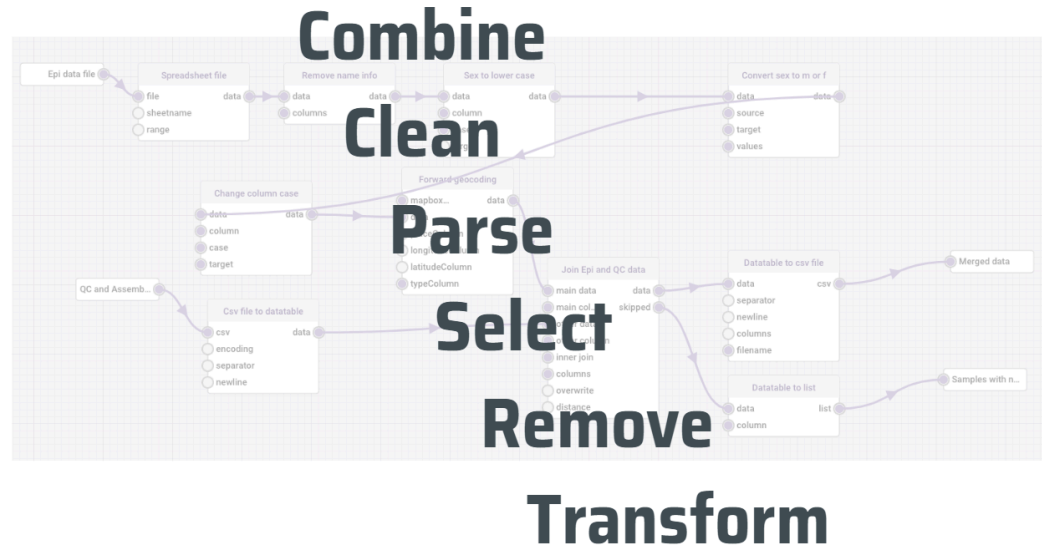 Combine
Epi data file
Spreadsheet file
Remove name info
Sex to lower case
Convert sex to m or f
file data
sheetname
range
data data
columns
data data
column
data data
source
target
values
Clean
Change column case
data data
column
case
target
Forward geocoding
mapbox... data
latitudeColumn
typeColumn
Parse
QC and Assemb...
Csv file to datatable
csv data
encoding
separator
newline
Join Epi and QC data
main data data
main col... skipped
other column
inner join
columns
overwrite
distance
Select
Datatable to csv file
data csv
separator
newline
columns
filename
Merged data
Datatable to list
data list
column
Samples with n...
Remove
Transform